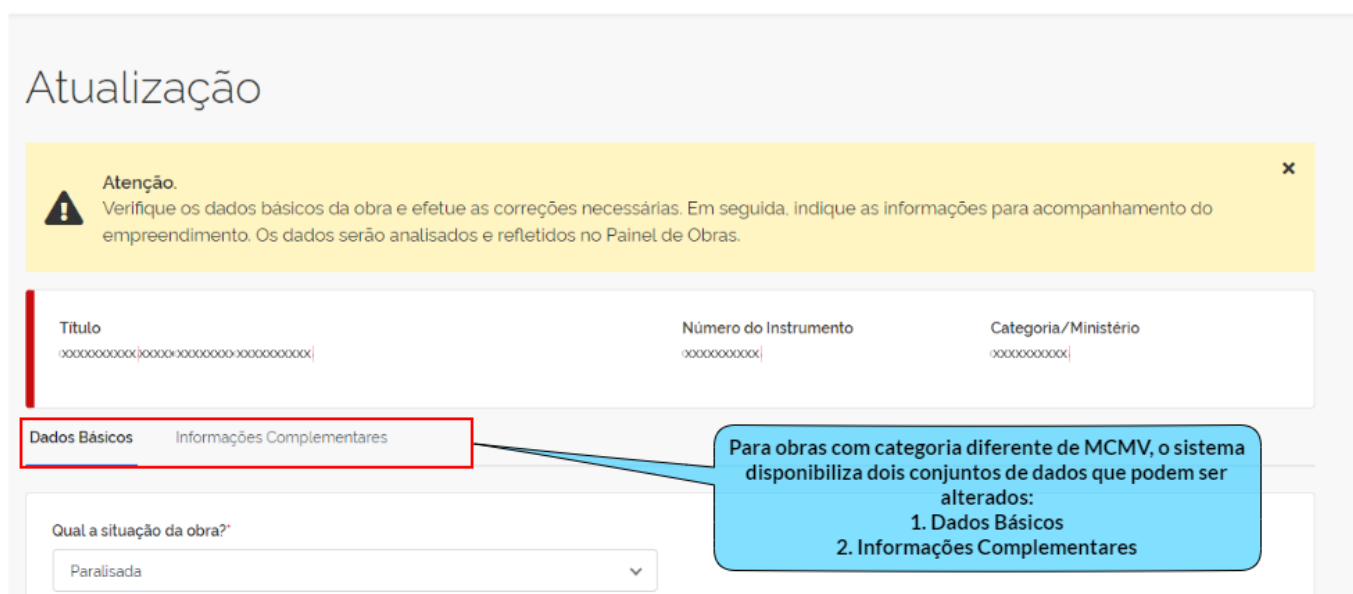 Atualização
Atenção.
Verifique os dados básicos da obra e efetue as correções necessárias. Em seguida, indique as informações para acompanhamento do
empreendimento. Os dados serão analisados e refletidos no Painel de Obras.
Título Número do Instrumento Categoria/Ministério
Dados Básicos Informações Complementares
Para obras com categoria diferente de MCMV, o sistema
disponibiliza dois conjuntos de dados que podem ser
alterados:
1. Dados Básicos
2. Informações Complementares
Qual a situação da obra?*
Paralisada